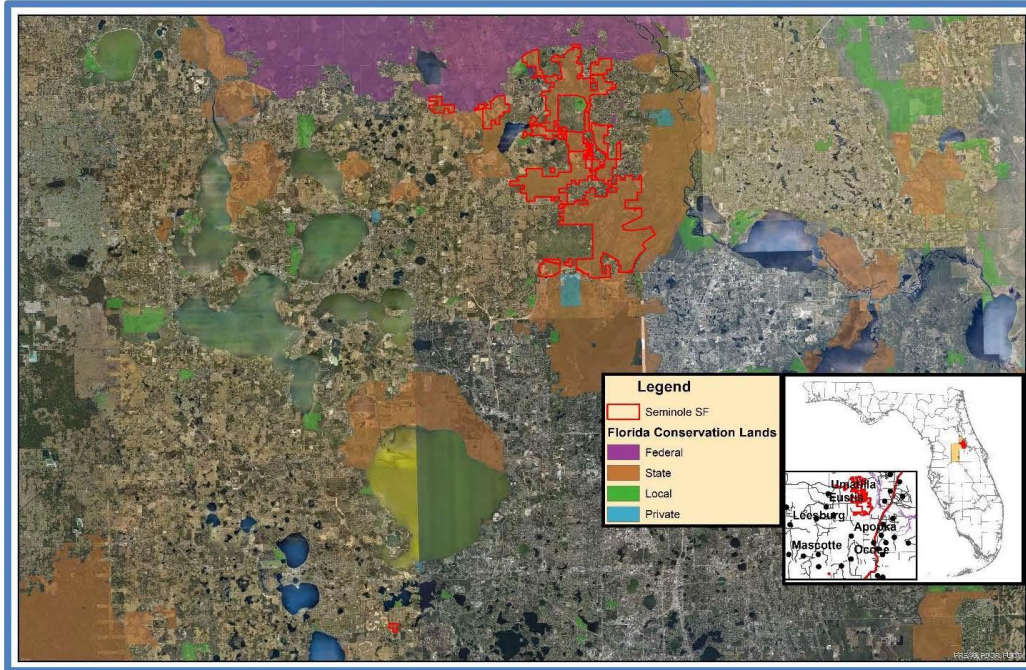 Legend
Seminole SF
Florida Conservation Lands
Federal
State
Local
Private
Umatilla
Eustis
Leesburg
Apopka
Mascotte
Ocoee